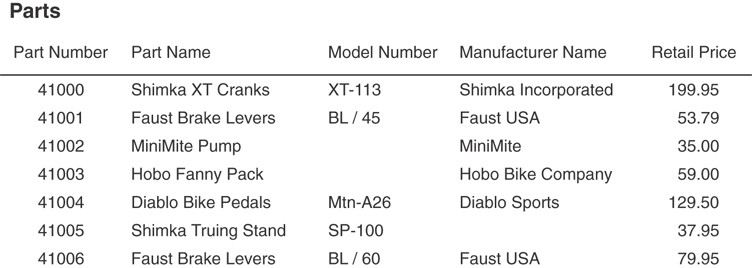 Parts
Part Number Part Name Model Number Manufacturer Name Retail Price
41000 Shimka XT Cranks XT-113 Shimka Incorporated 199.95
41001 Faust Brake Levers BL / 45 Faust USA 53.79
41002 MiniMite Pump MiniMite 35.00
41003 Hobo Fanny Pack Hobo Bike Company 59.00
41004 Diablo Bike Pedals Mtn-A26 Diablo Sports 129.50
41005 Shimka Truing Stand SP-100 37.95
41006 Faust Brake Levers BL / 60 Faust USA 79.95